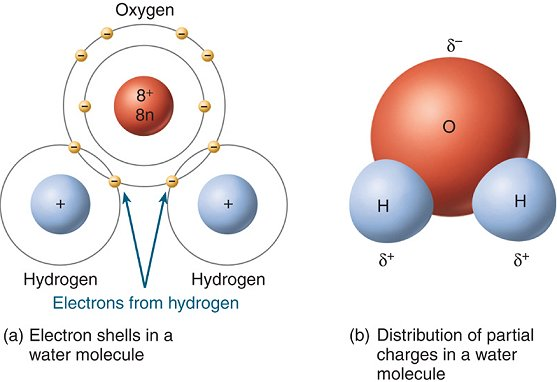 Oxygen
8+
8n
+
+
Hydrogen
Hydrogen
Electrons from hydrogen
(a) Electron shells in a
water molecule
δ−
O
H
H
δ+
δ+
(b) Distribution of partial
charges in a water
molecule